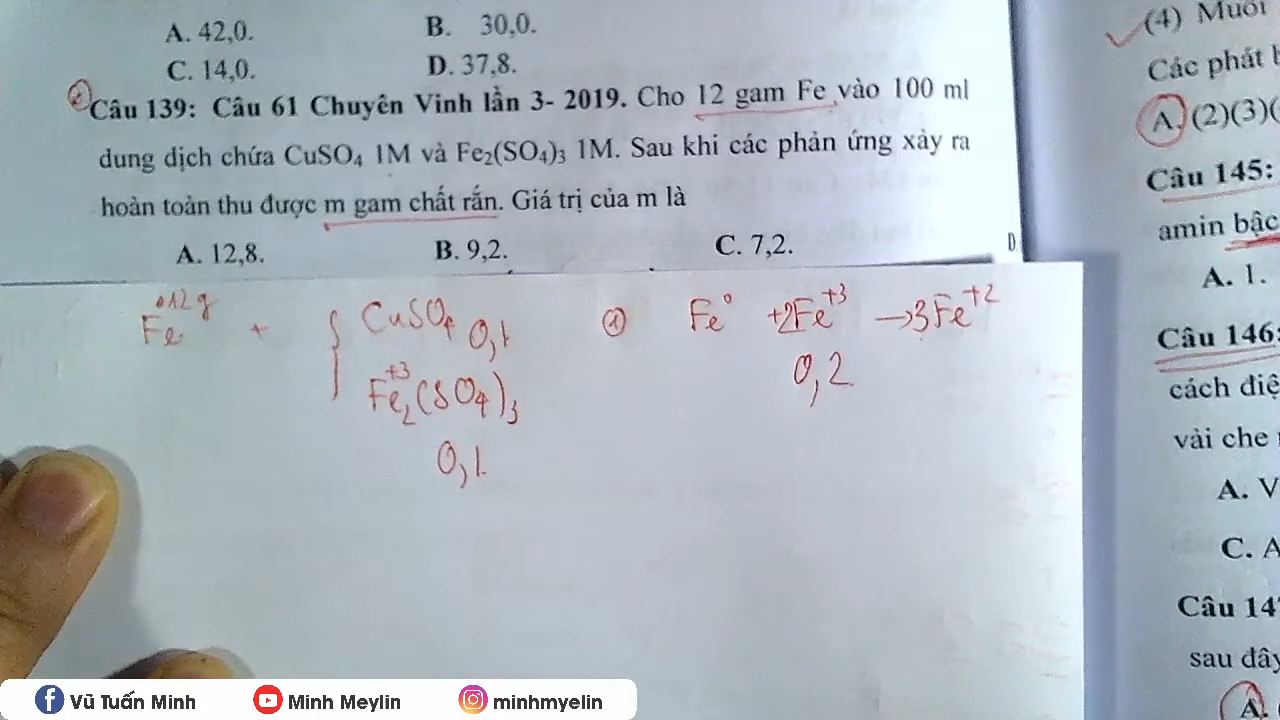 A. 42,0.
B. 30,0.
C. 14,0.
D. 37,8.
Câu 139: Câu 61 Chuyên Vinh lần 3- 2019. Cho 12 gam Fe vào 100 ml
dung dịch chứa CuSO₄ 1M và Fe₂(SO₄)₃ 1M. Sau khi các phản ứng xảy ra
hoàn toàn thu được m gam chất rắn. Giá trị của m là
A. 12,8.
B. 9,2.
C. 7,2.
D
12g
Fe + { CuSO₄ 0,1
Fe₂⁺³(SO₄)₃
0,1
① Fe⁰ +2Fe⁺³ → 3Fe⁺²
0,2
(4) Muối
Các phát
A. (2)(3)(
Câu 145:
amin bậc
A. 1.
Câu 146:
cách điệ
vải che
A. V
C. A
Câu 14
sau đây
A.
Vũ Tuấn Minh
Minh Meylin
minhmyelin